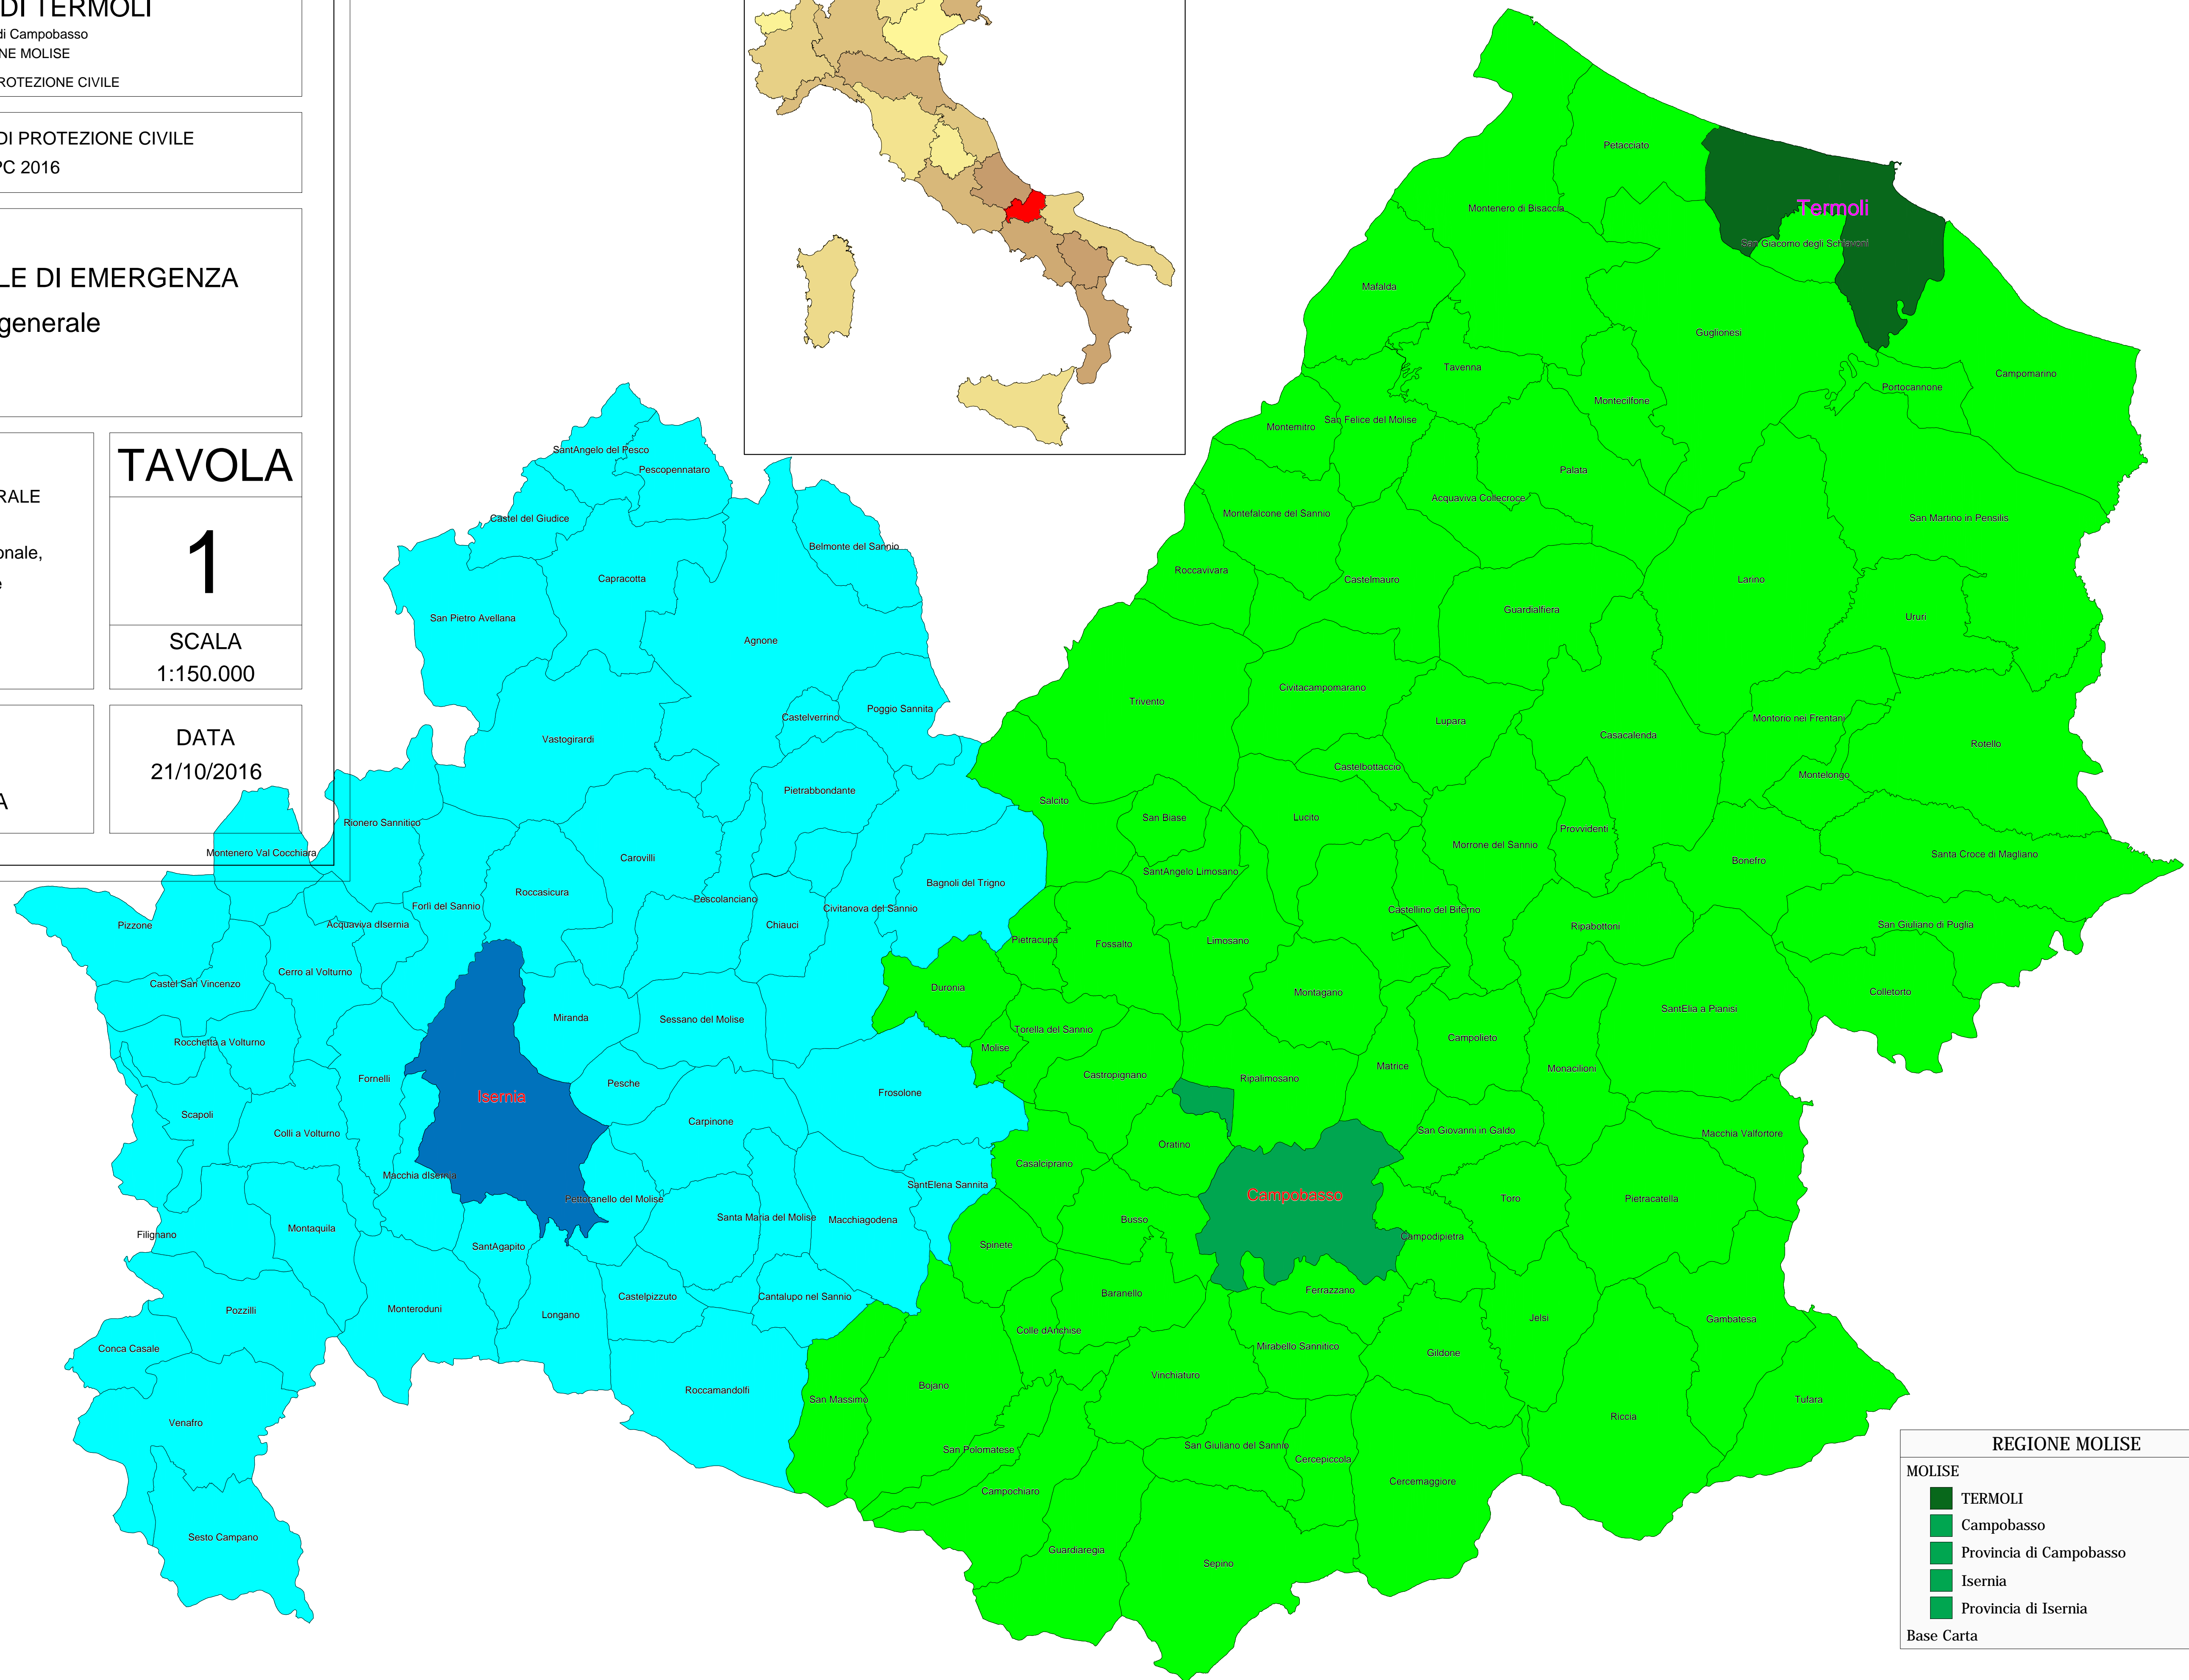 DI TERMOLI
di Campobasso
NE MOLISE
ROTEZIONE CIVILE
DI PROTEZIONE CIVILE
PC 2016
LE DI EMERGENZA
generale
RALE
onale,
e
A
TAVOLA
1
SCALA
1:150.000
DATA
21/10/2016
Petacciato
Termoli
Montenero di Bisaccia
San Giacomo degli Schiavoni
Mafalda
Guglionesi
Tavenna
Campomarino
Portocannone
Montecilfone
San Felice del Molise
Montemitro
SantAngelo del Pesco
Pescopennataro
Palata
Acquaviva Collecroce
Montefalcone del Sannio
Castel del Giudice
San Martino in Pensilis
Belmonte del Sannio
Roccavivara
Capracotta
Castelmauro
Larino
Guardialfiera
San Pietro Avellana
Ururi
Agnone
Civitacampomarano
Trivento
Poggio Sannita
Castelverrino
Lupara
Montorio nei Frentani
Casacalenda
Vastogirardi
Rotello
Castelbottaccio
Montelongo
Pietrabbondante
Salcito
San Biase
Lucito
Rionero Sannitico
Provvidenti
Morrone del Sannio
Montenero Val Cocchiara
Carovilli
Santa Croce di Magliano
Bonefro
SantAngelo Limosano
Bagnoli del Trigno
Roccasicura
Pescolanciano
Forlì del Sannio
Civitanova del Sannio
Castellino del Biferno
Pizzone
Acquaviva dIsernia
Chiauci
San Giuliano di Puglia
Ripabottoni
Pietracupa
Fossalto
Limosano
Cerro al Volturno
Castel San Vincenzo
Duronia
Montagano
Colletorto
SantElia a Pianisi
Miranda
Sessano del Molise
Torella del Sannio
Rocchetta a Volturno
Molise
Campolieto
Fornelli
Pesche
Castropignano
Ripalimosano
Matrice
Monacilioni
Isernia
Frosolone
Scapoli
Carpinone
Colli a Volturno
Oratino
San Giovanni in Galdo
Macchia Valfortore
Casalciprano
Macchia dIsernia
SantElena Sannita
Pettoranello del Molise
Campobasso
Toro
Pietracatella
Santa Maria del Molise
Macchiagodena
Busso
Filignano
Montaquila
SantAgapito
Spinete
Campodipietra
Castelpizzuto
Cantalupo nel Sannio
Baranello
Ferrazzano
Pozzilli
Monteroduni
Longano
Jelsi
Gambatesa
Colle dAnchise
Conca Casale
Mirabello Sannitico
Gildone
Vinchiaturo
Roccamandolfi
Bojano
San Massimo
Tufara
Venafro
Riccia
San Polomatese
San Giuliano del Sannio
Cercepiccola
Cercemaggiore
Campochiaro
Sesto Campano
Guardiaregia
Sepino
REGIONE MOLISE
MOLISE
TERMOLI
Campobasso
Provincia di Campobasso
Isernia
Provincia di Isernia
Base Carta